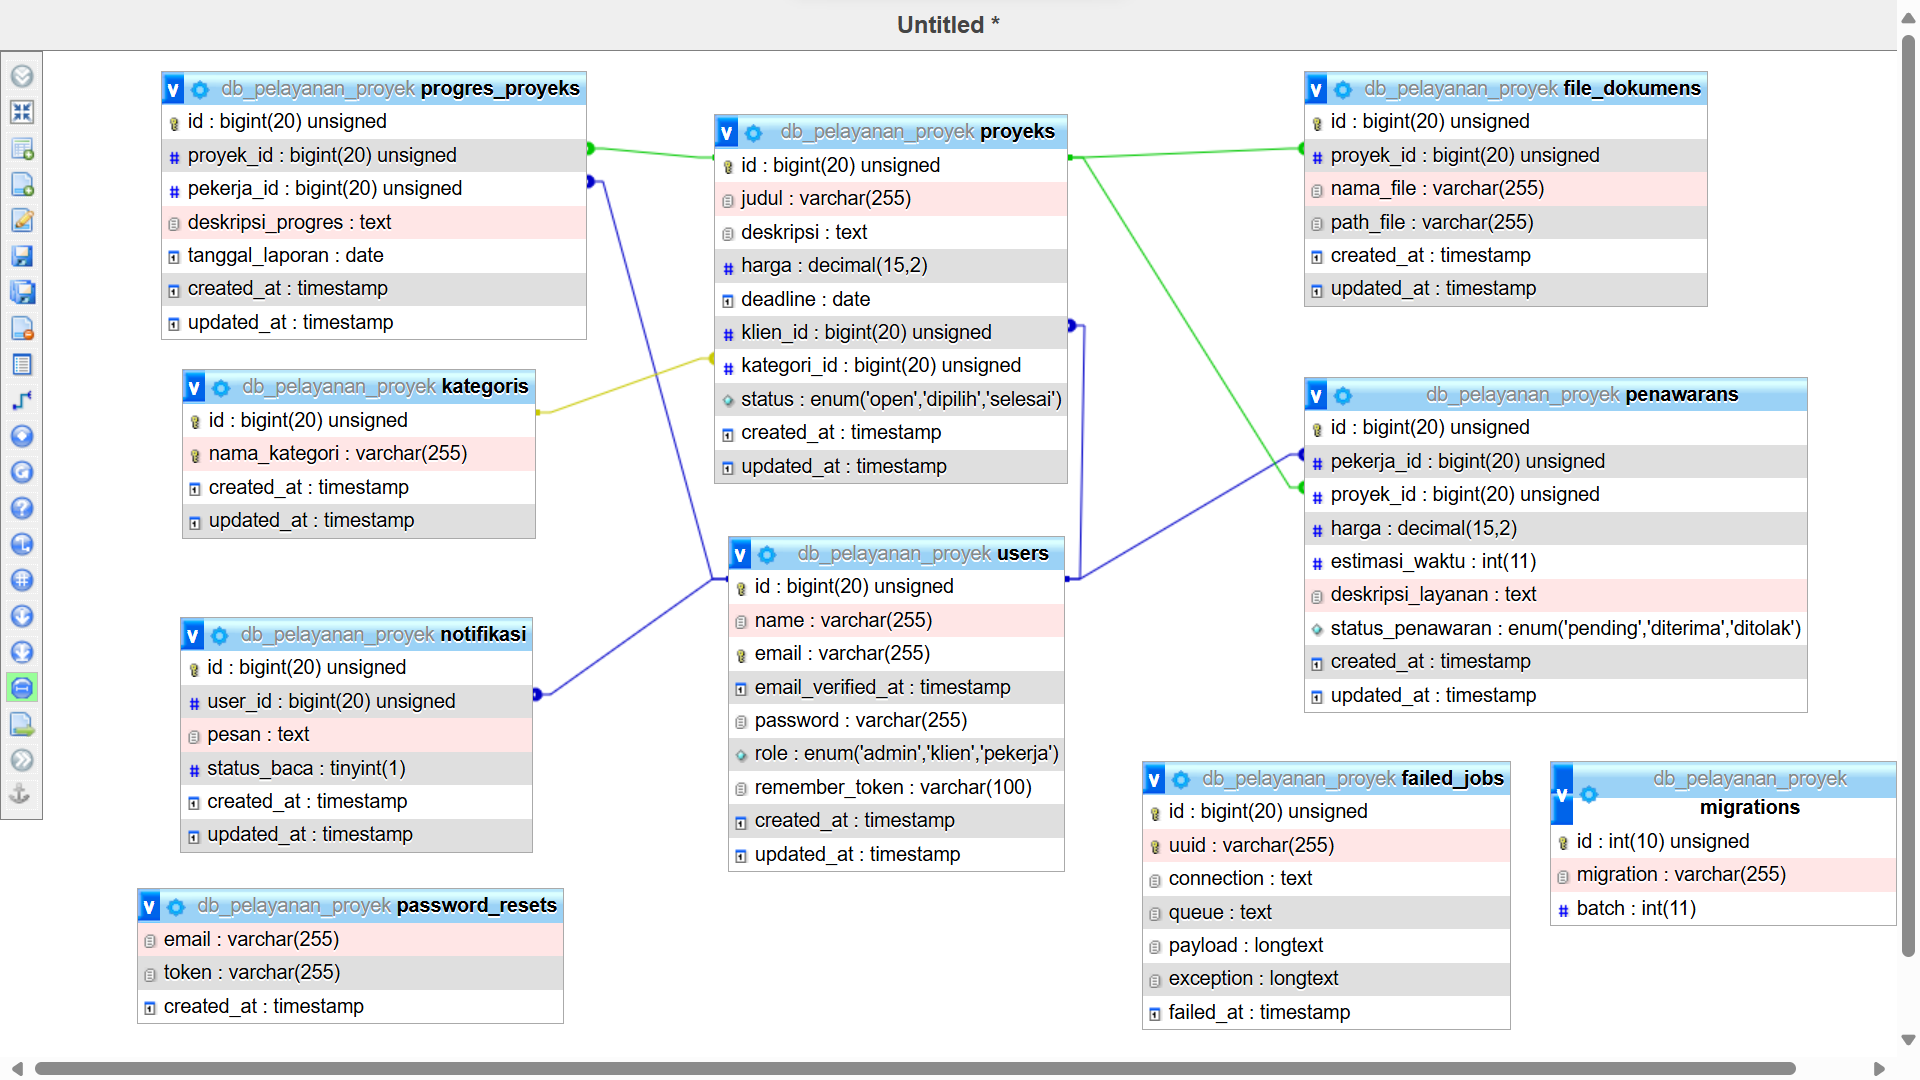 Untitled *
db_pelayanan_proyek progres_proyeks
id : bigint(20) unsigned
proyek_id : bigint(20) unsigned
pekerja_id : bigint(20) unsigned
deskripsi_progres : text
tanggal_laporan : date
created_at : timestamp
updated_at : timestamp
db_pelayanan_proyek proyeks
id : bigint(20) unsigned
judul : varchar(255)
deskripsi : text
harga : decimal(15,2)
deadline : date
klien_id : bigint(20) unsigned
kategori_id : bigint(20) unsigned
status : enum('open','dipilih','selesai')
created_at : timestamp
updated_at : timestamp
db_pelayanan_proyek file_dokumens
id : bigint(20) unsigned
proyek_id : bigint(20) unsigned
nama_file : varchar(255)
path_file : varchar(255)
created_at : timestamp
updated_at : timestamp
db_pelayanan_proyek kategoris
id : bigint(20) unsigned
nama_kategori : varchar(255)
created_at : timestamp
updated_at : timestamp
db_pelayanan_proyek penawarans
id : bigint(20) unsigned
pekerja_id : bigint(20) unsigned
proyek_id : bigint(20) unsigned
harga : decimal(15,2)
estimasi_waktu : int(11)
deskripsi_layanan : text
status_penawaran : enum('pending','diterima','ditolak')
created_at : timestamp
updated_at : timestamp
db_pelayanan_proyek users
id : bigint(20) unsigned
name : varchar(255)
email : varchar(255)
email_verified_at : timestamp
password : varchar(255)
role : enum('admin','klien','pekerja')
remember_token : varchar(100)
created_at : timestamp
updated_at : timestamp
db_pelayanan_proyek notifikasi
id : bigint(20) unsigned
user_id : bigint(20) unsigned
pesan : text
status_baca : tinyint(1)
created_at : timestamp
updated_at : timestamp
db_pelayanan_proyek failed_jobs
id : bigint(20) unsigned
uuid : varchar(255)
connection : text
queue : text
payload : longtext
exception : longtext
failed_at : timestamp
db_pelayanan_proyek
migrations
id : int(10) unsigned
migration : varchar(255)
batch : int(11)
db_pelayanan_proyek password_resets
email : varchar(255)
token : varchar(255)
created_at : timestamp